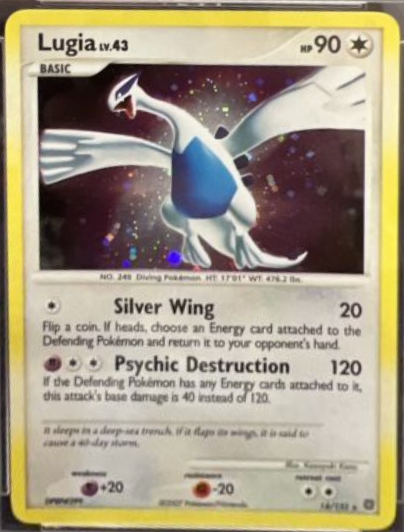 Lugia LV.43 HP 90
BASIC
NO. 249 Diving Pokémon HT: 17'01" WT: 476.2 lbs.
Silver Wing 20
Flip a coin. If heads, choose an Energy card attached to the
Defending Pokémon and return it to your opponent's hand.
Psychic Destruction 120
If the Defending Pokémon has any Energy cards attached to it,
this attack's base damage is 40 instead of 120.
It sleeps in a deep-sea trench. If it flaps its wings, it is said to
cause a 40-day storm.
Illus.
weakness resistance retreat cost
+20 -20
©2007 Pokémon/Nintendo